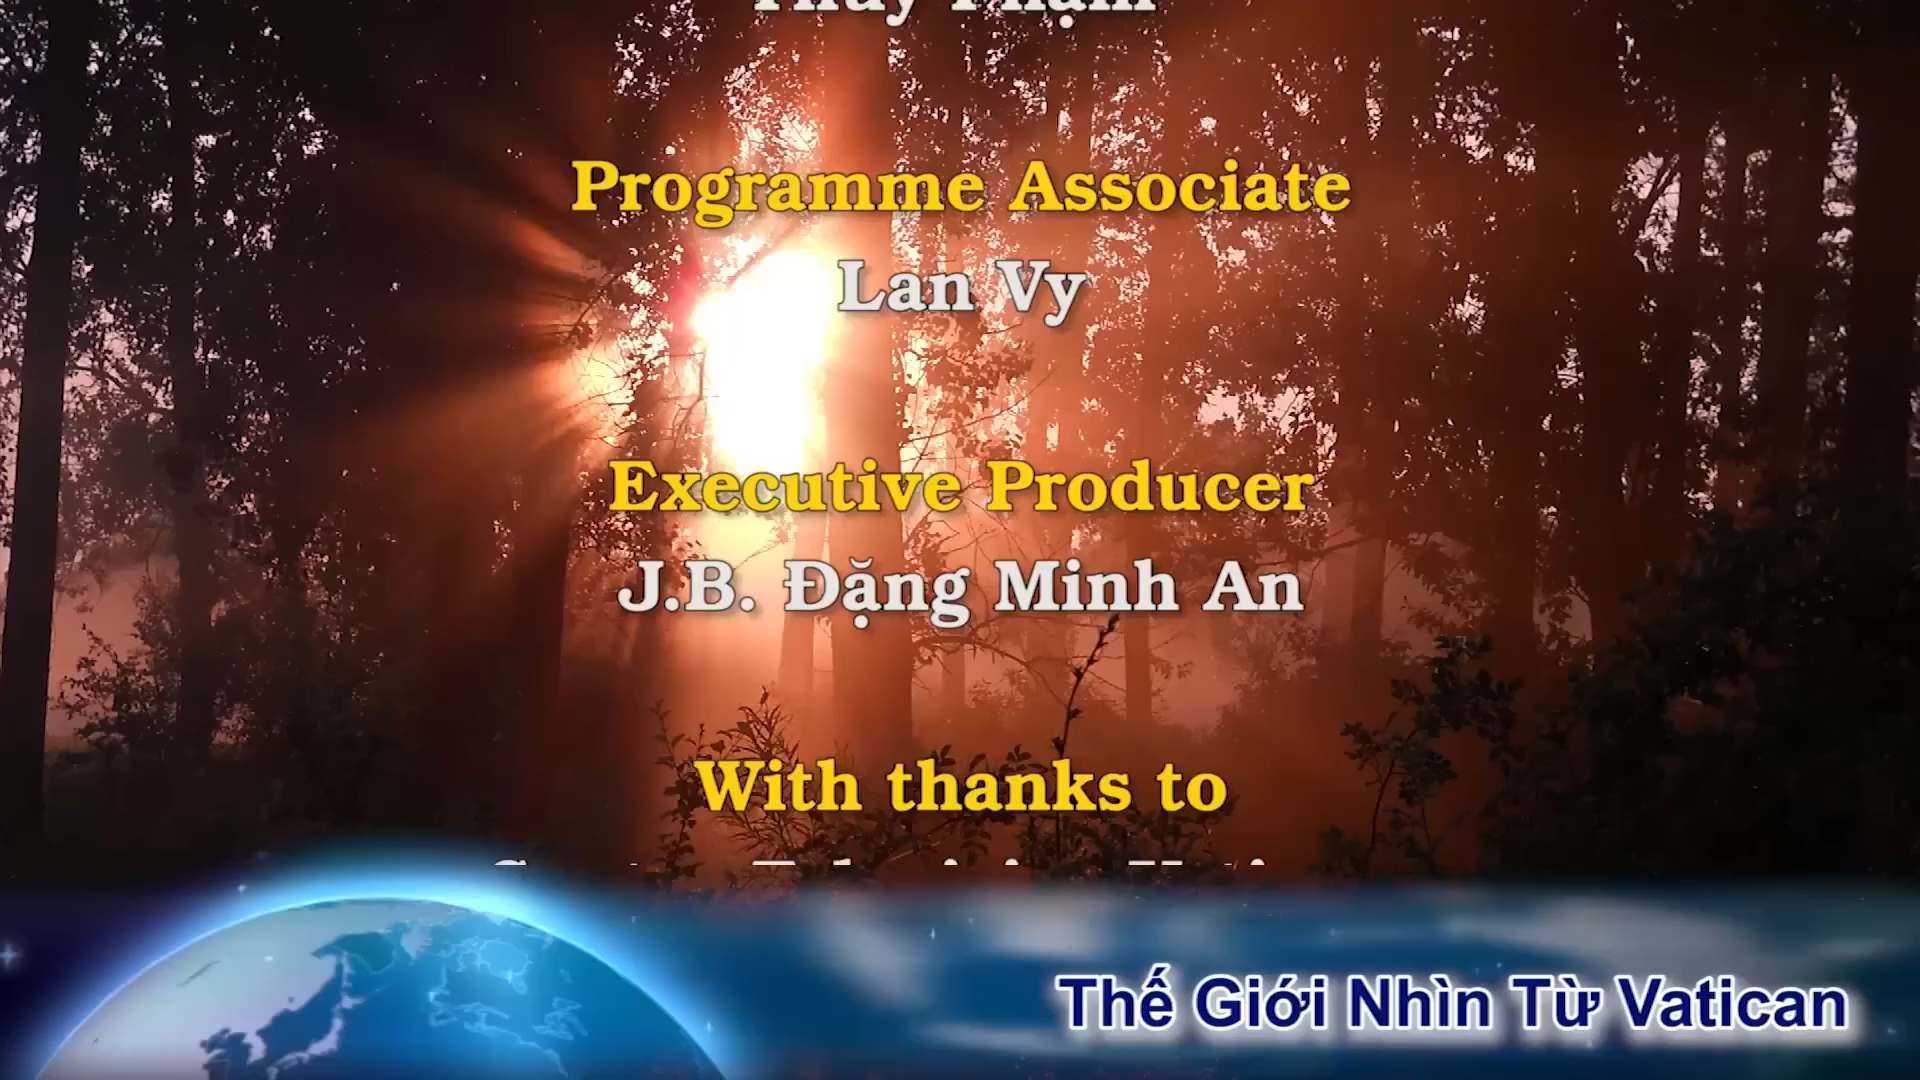 Programme Associate
Lan Vy
Executive Producer
J.B. Đặng Minh An
With thanks to
Thế Giới Nhìn Từ Vatican